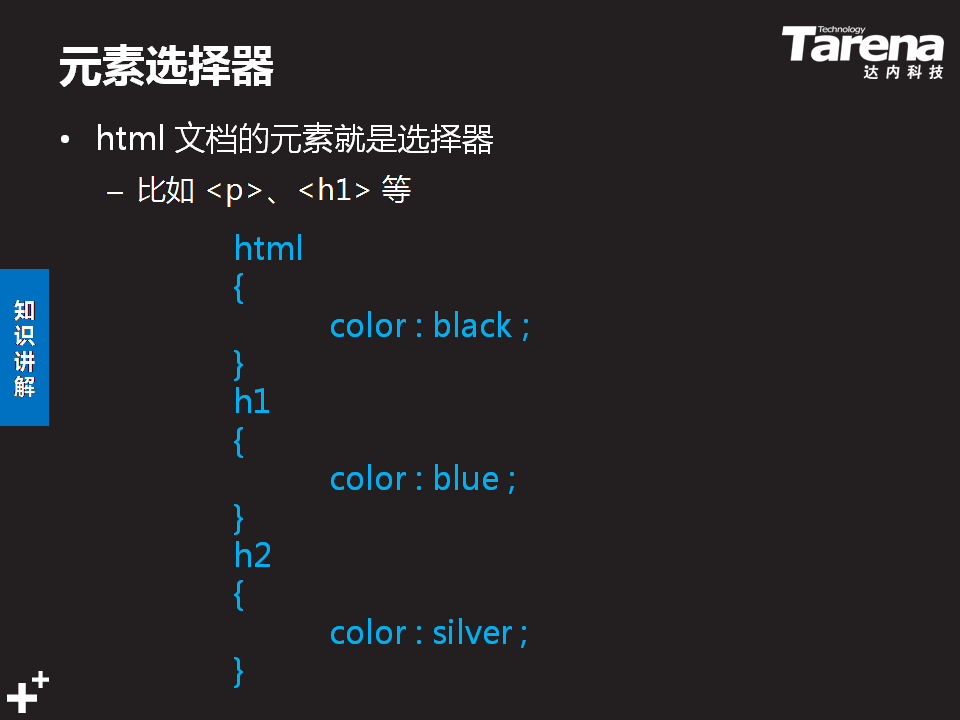 元素选择器
Technology
Tarena
达内科技
• html 文档的元素就是选择器
– 比如 <p>、<h1> 等
html
{
color : black ;
}
h1
{
color : blue ;
}
h2
{
color : silver ;
}
知识讲解